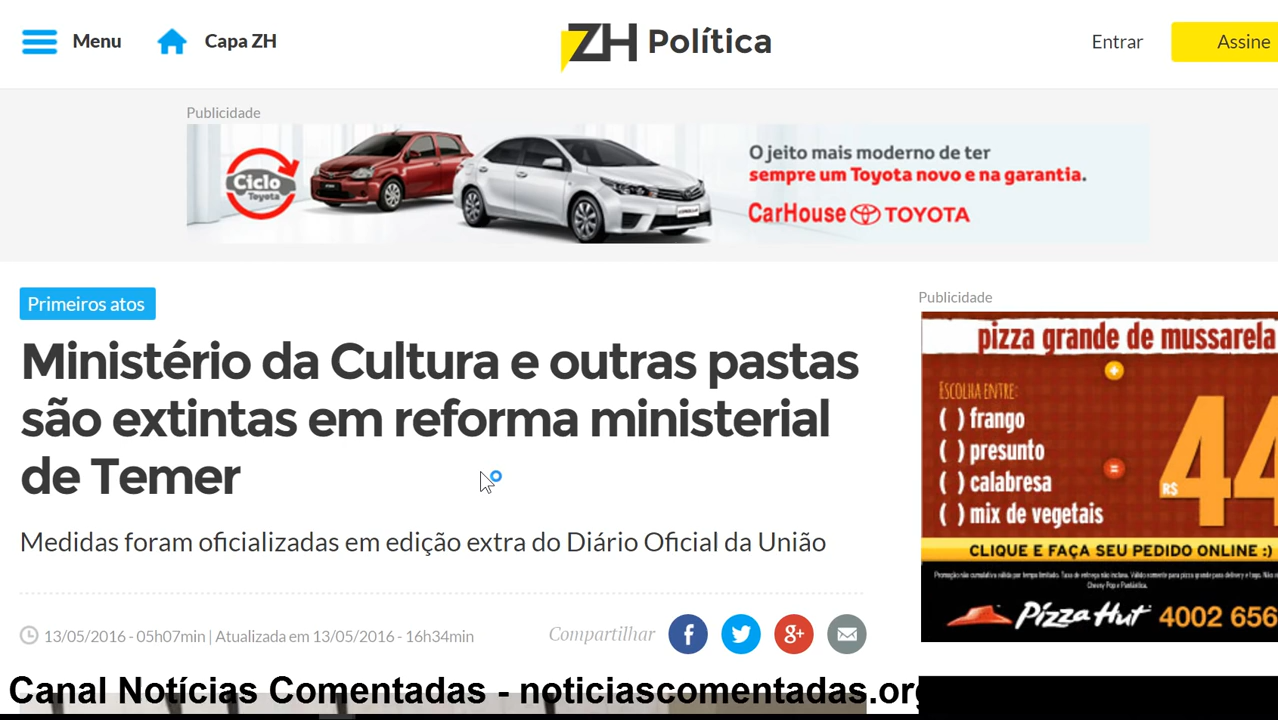 Menu
Capa ZH
ZH Política
Entrar
Assine
Publicidade
Ciclo
Toyota
O jeito mais moderno de ter
sempre um Toyota novo e na garantia.
CarHouse TOYOTA
COROLLA
Primeiros atos
Ministério da Cultura e outras pastas
são extintas em reforma ministerial
de Temer
Medidas foram oficializadas em edição extra do Diário Oficial da União
13/05/2016 - 05h07min | Atualizada em 13/05/2016 - 16h34min
Compartilhar
f
g+
Publicidade
pizza grande de mussarela
ESCOLHA ENTRE:
( ) frango
( ) presunto
( ) calabresa
( ) mix de vegetais
R$ 44
CLIQUE E FAÇA SEU PEDIDO ONLINE :)
Pizza Hut 4002 656
Canal Notícias Comentadas - noticiascomentadas.org